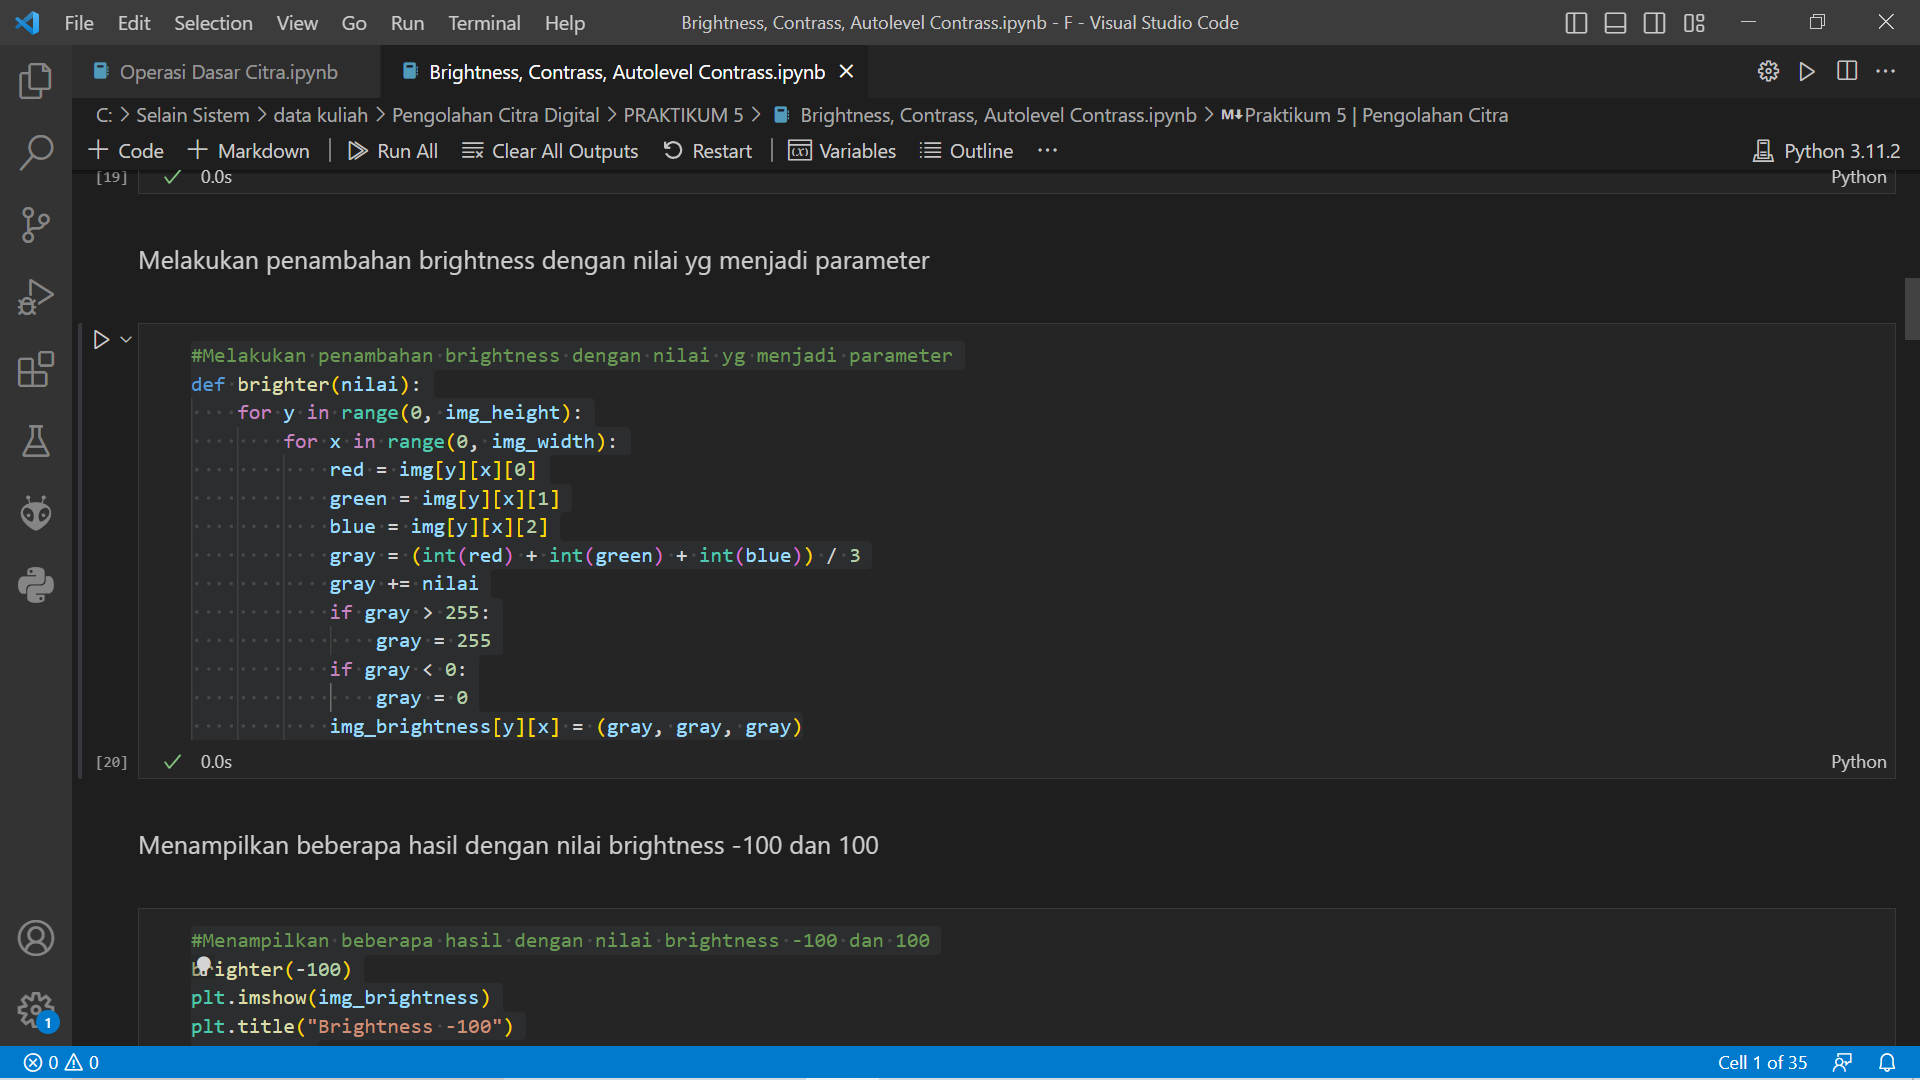 File Edit Selection View Go Run Terminal Help Brightness, Contrass, Autolevel Contrass.ipynb - F - Visual Studio Code
Operasi Dasar Citra.ipynb Brightness, Contrass, Autolevel Contrass.ipynb
C: > Selain Sistem > data kuliah > Pengolahan Citra Digital > PRAKTIKUM 5 > Brightness, Contrass, Autolevel Contrass.ipynb > M↓Praktikum 5 | Pengolahan Citra
+ Code + Markdown | Run All Clear All Outputs Restart | Variables Outline ··· Python 3.11.2
[19] ✓ 0.0s Python
Melakukan penambahan brightness dengan nilai yg menjadi parameter
#Melakukan penambahan brightness dengan nilai yg menjadi parameter
def brighter(nilai):
    for y in range(0, img_height):
        for x in range(0, img_width):
            red = img[y][x][0]
            green = img[y][x][1]
            blue = img[y][x][2]
            gray = (int(red) + int(green) + int(blue)) / 3
            gray += nilai
            if gray > 255:
                gray = 255
            if gray < 0:
                gray = 0
            img_brightness[y][x] = (gray, gray, gray)
[20] ✓ 0.0s Python
Menampilkan beberapa hasil dengan nilai brightness -100 dan 100
#Menampilkan beberapa hasil dengan nilai brightness -100 dan 100
brighter(-100)
plt.imshow(img_brightness)
plt.title("Brightness -100")
1
0 0 Cell 1 of 35